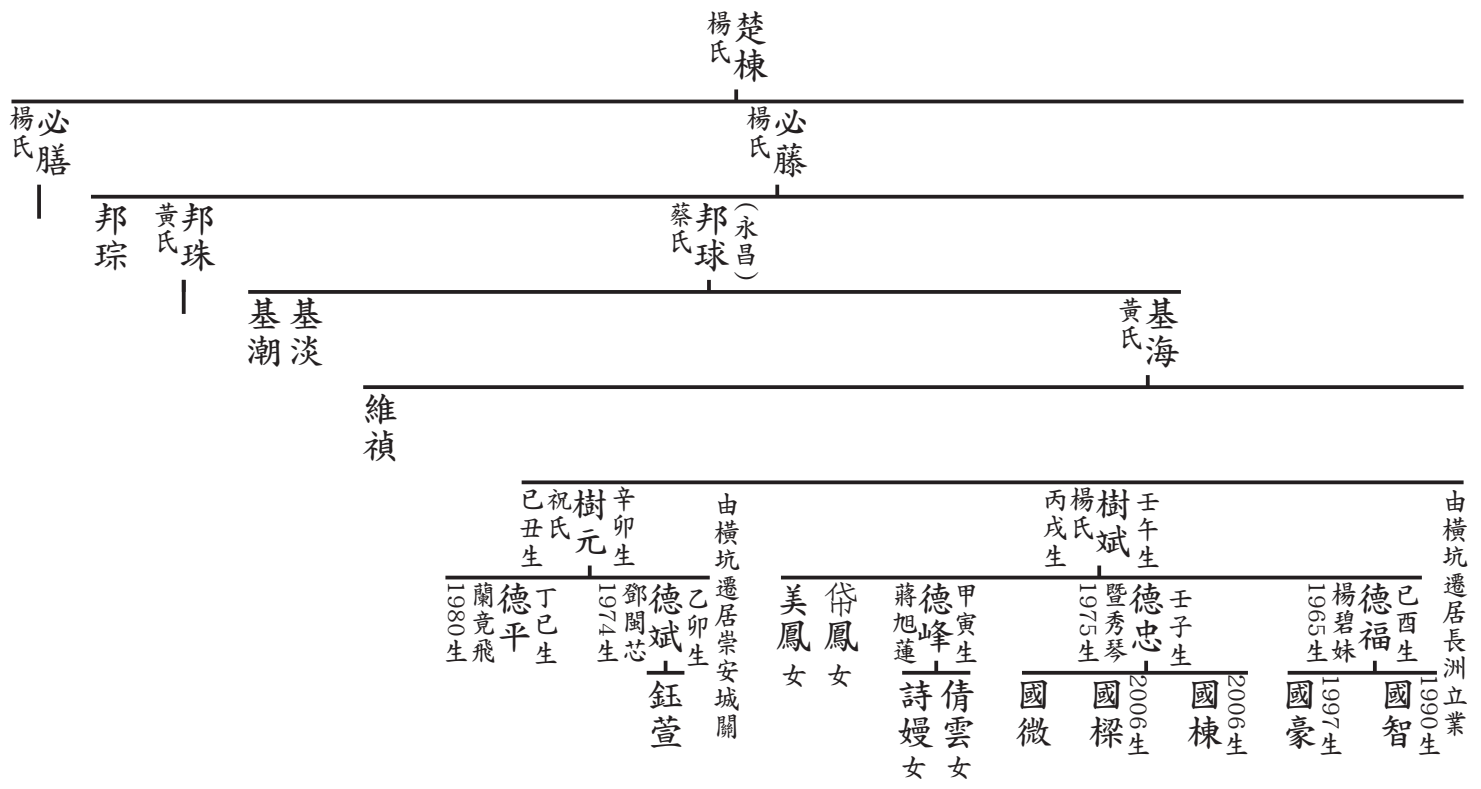 楚棟
楊氏
必藤
楊氏
必膳
楊氏
(永昌)
邦球
蔡氏
邦珠
黃氏
邦琮
基海
黃氏
基淡
基潮
維禎
由橫坑遷居長洲立業
壬午生
樹斌
楊氏
丙戌生
由橫坑遷居崇安城關
辛卯生
樹元
祝氏
已丑生
已酉生
德福
楊碧妹
1965生
壬子生
德忠
暨秀琴
1975生
甲寅生
德峰
蔣旭蓮
帒鳳女
美鳳女
乙卯生
德斌
鄧閩芯
1974生
丁巳生
德平
蘭竟飛
1980生
1990生
國智
1997生
國豪
2006生
國棟
2006生
國樑
國微
倩雲女
詩嫚女
鈺萱